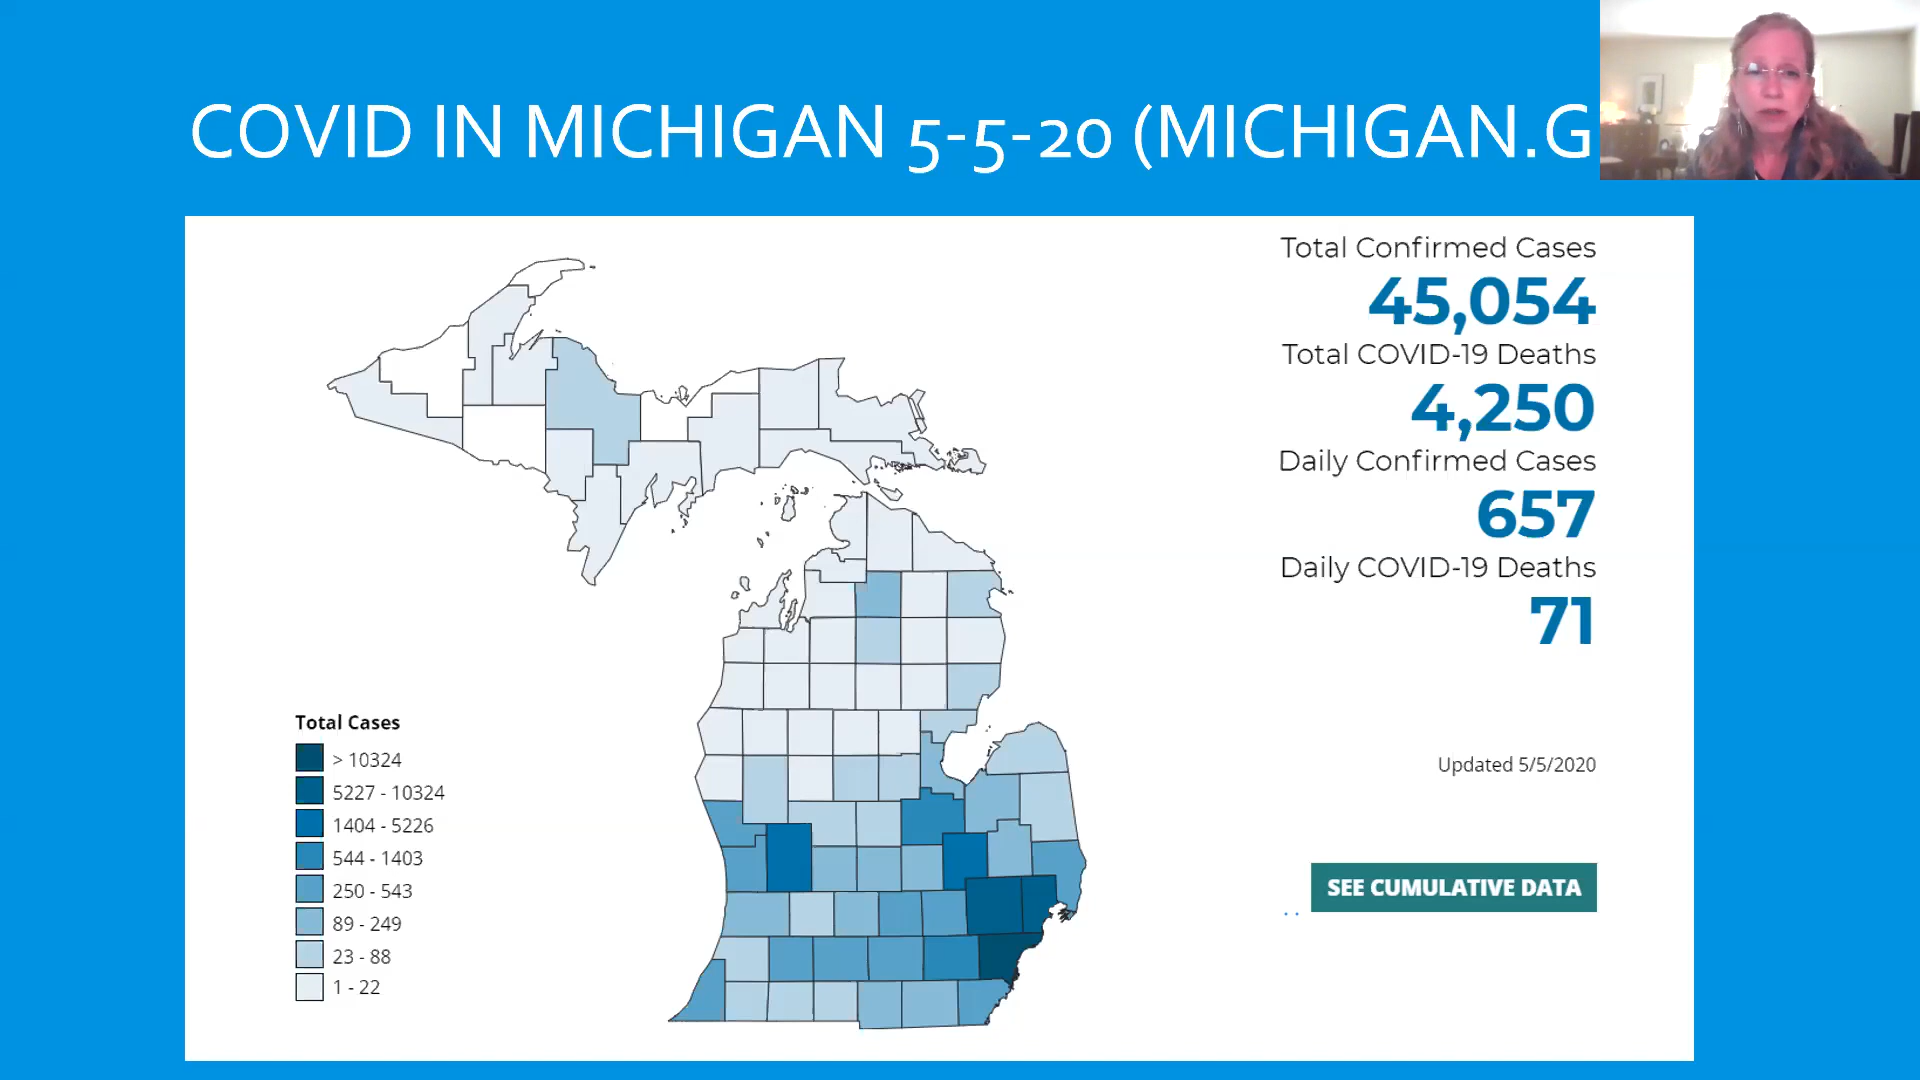 COVID IN MICHIGAN 5-5-20 (MICHIGAN.G
Total Confirmed Cases
45,054
Total COVID-19 Deaths
4,250
Daily Confirmed Cases
657
Daily COVID-19 Deaths
71
Total Cases
> 10324
5227 - 10324
1404 - 5226
544 - 1403
250 - 543
89 - 249
23 - 88
1 - 22
Updated 5/5/2020
SEE CUMULATIVE DATA